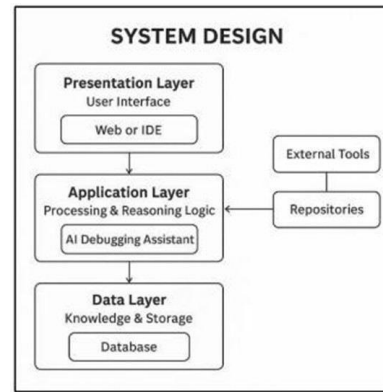 SYSTEM DESIGN
Presentation Layer
User Interface
Web or IDE
Application Layer
Processing & Reasoning Logic
AI Debugging Assistant
External Tools
Repositories
Data Layer
Knowledge & Storage
Database